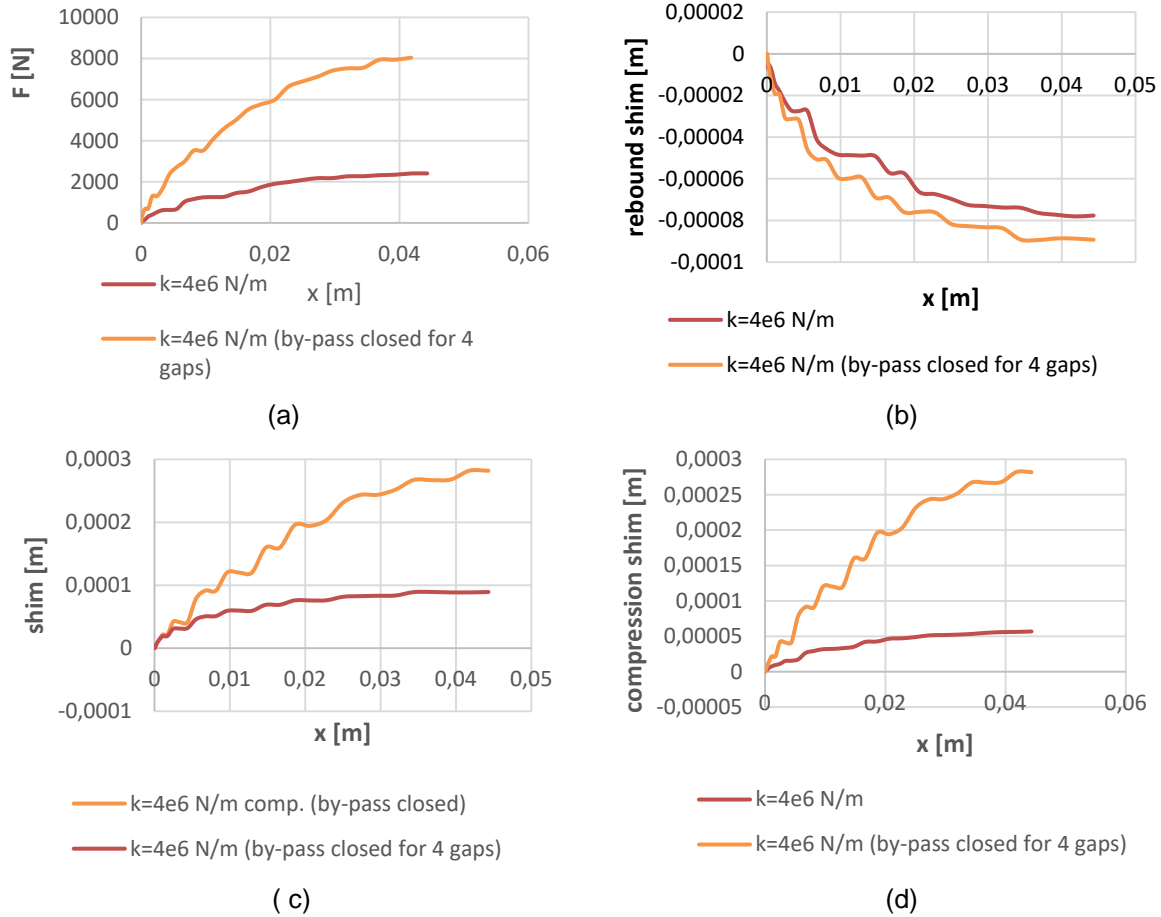 F [N]
10000
8000
6000
4000
2000
0
0
0,02
0,04
0,06
x [m]
k=4e6 N/m
k=4e6 N/m (by-pass closed for 4
gaps)
(a)
rebound shim [m]
0,00002
0
-0,00002
-0,00004
-0,00006
-0,00008
-0,0001
0
0,01
0,02
0,03
0,04
0,05
x [m]
k=4e6 N/m
k=4e6 N/m (by-pass closed for 4 gaps)
(b)
shim [m]
0,0003
0,0002
0,0001
0
-0,0001
0
0,01
0,02
0,03
0,04
0,05
x [m]
k=4e6 N/m comp. (by-pass closed)
k=4e6 N/m (by-pass closed for 4 gaps)
( c)
compression shim [m]
0,0003
0,00025
0,0002
0,00015
0,0001
0,00005
0
-0,00005
0
0,02
0,04
0,06
x [m]
k=4e6 N/m
k=4e6 N/m (by-pass closed for 4 gaps)
(d)